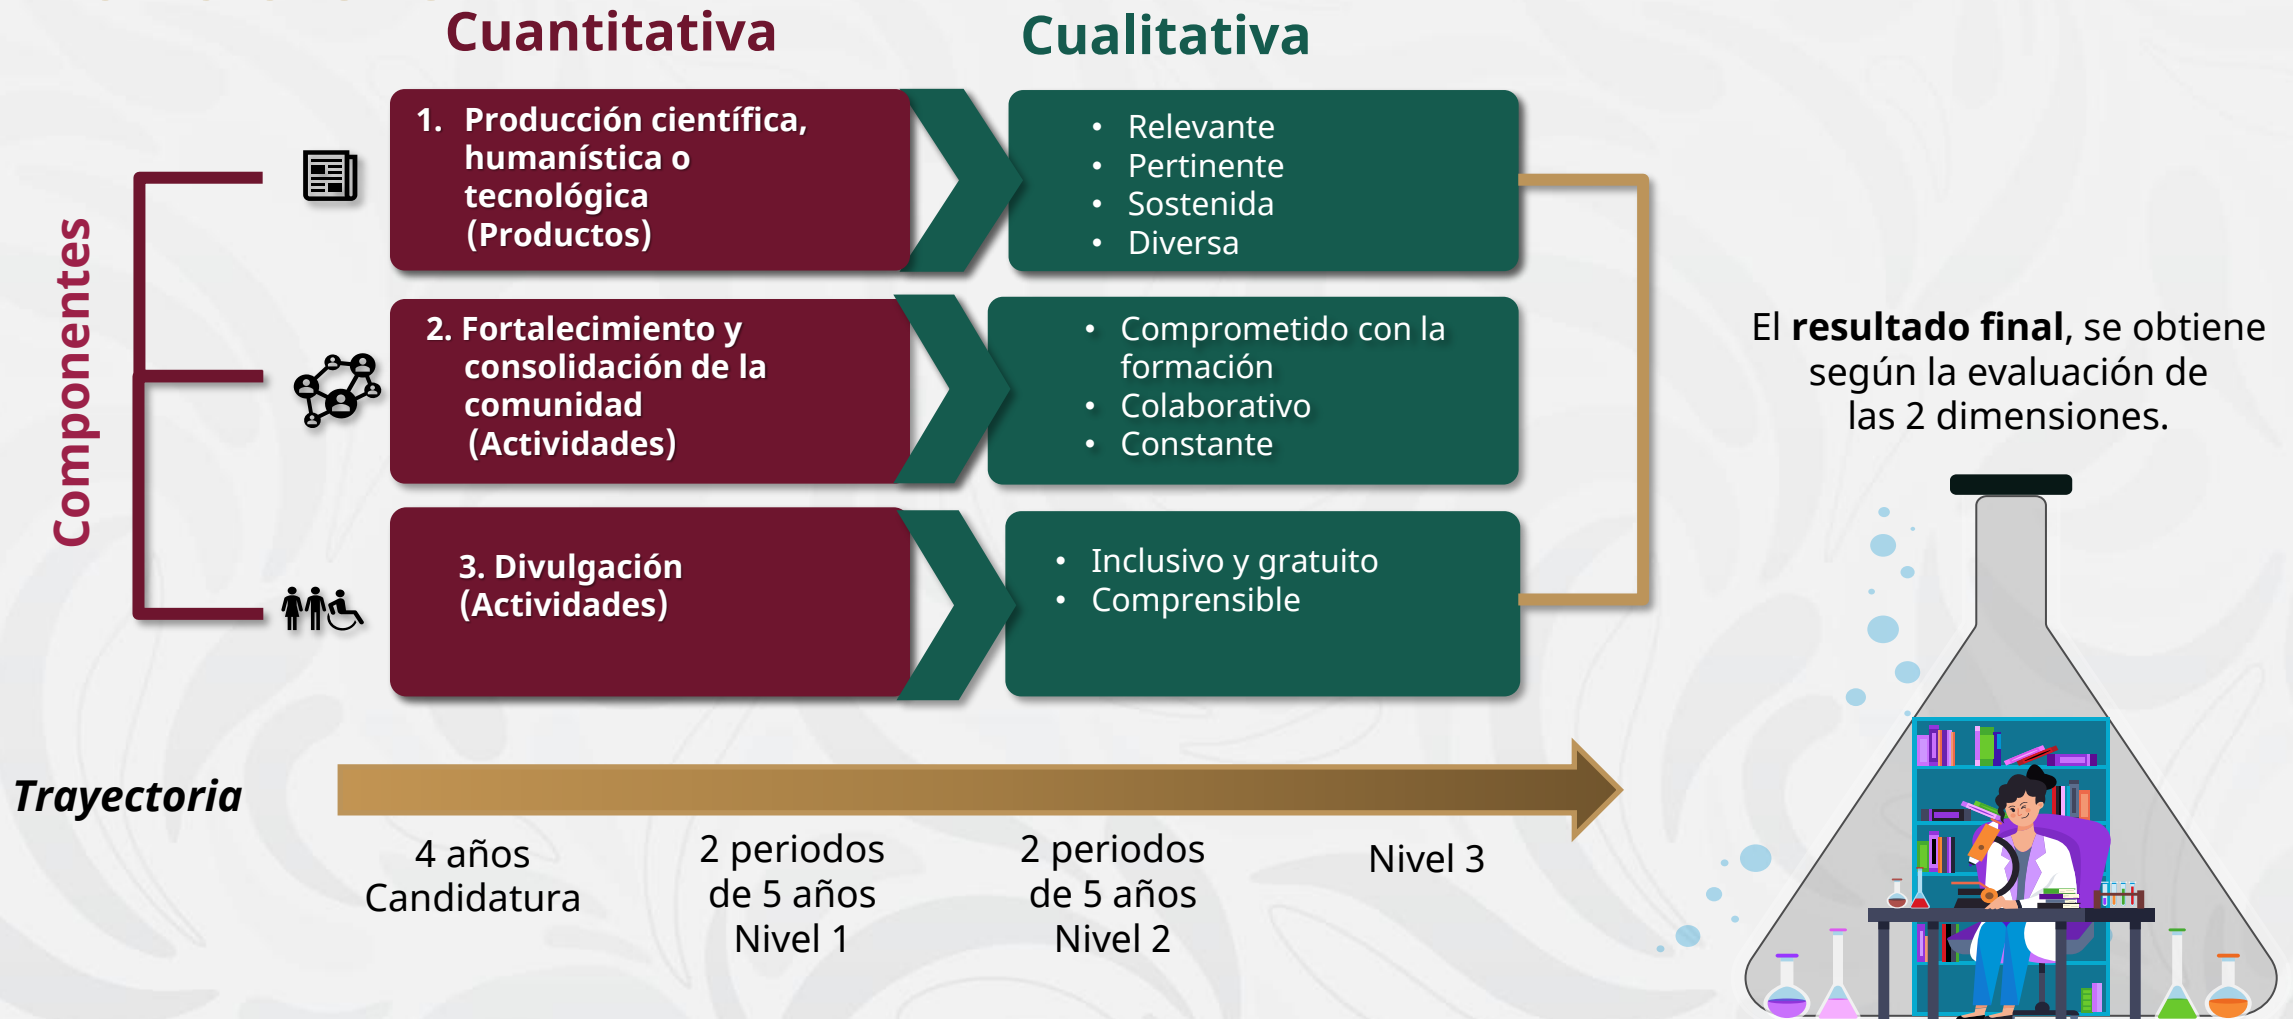 Cuantitativa
Cualitativa
Componentes
1. Producción científica,
humanística o
tecnológica
(Productos)
• Relevante
• Pertinente
• Sostenida
• Diversa
2. Fortalecimiento y
consolidación de la
comunidad
(Actividades)
• Comprometido con la
formación
• Colaborativo
• Constante
3. Divulgación
(Actividades)
• Inclusivo y gratuito
• Comprensible
El resultado final, se obtiene
según la evaluación de
las 2 dimensiones.
Trayectoria
4 años
Candidatura
2 periodos
de 5 años
Nivel 1
2 periodos
de 5 años
Nivel 2
Nivel 3